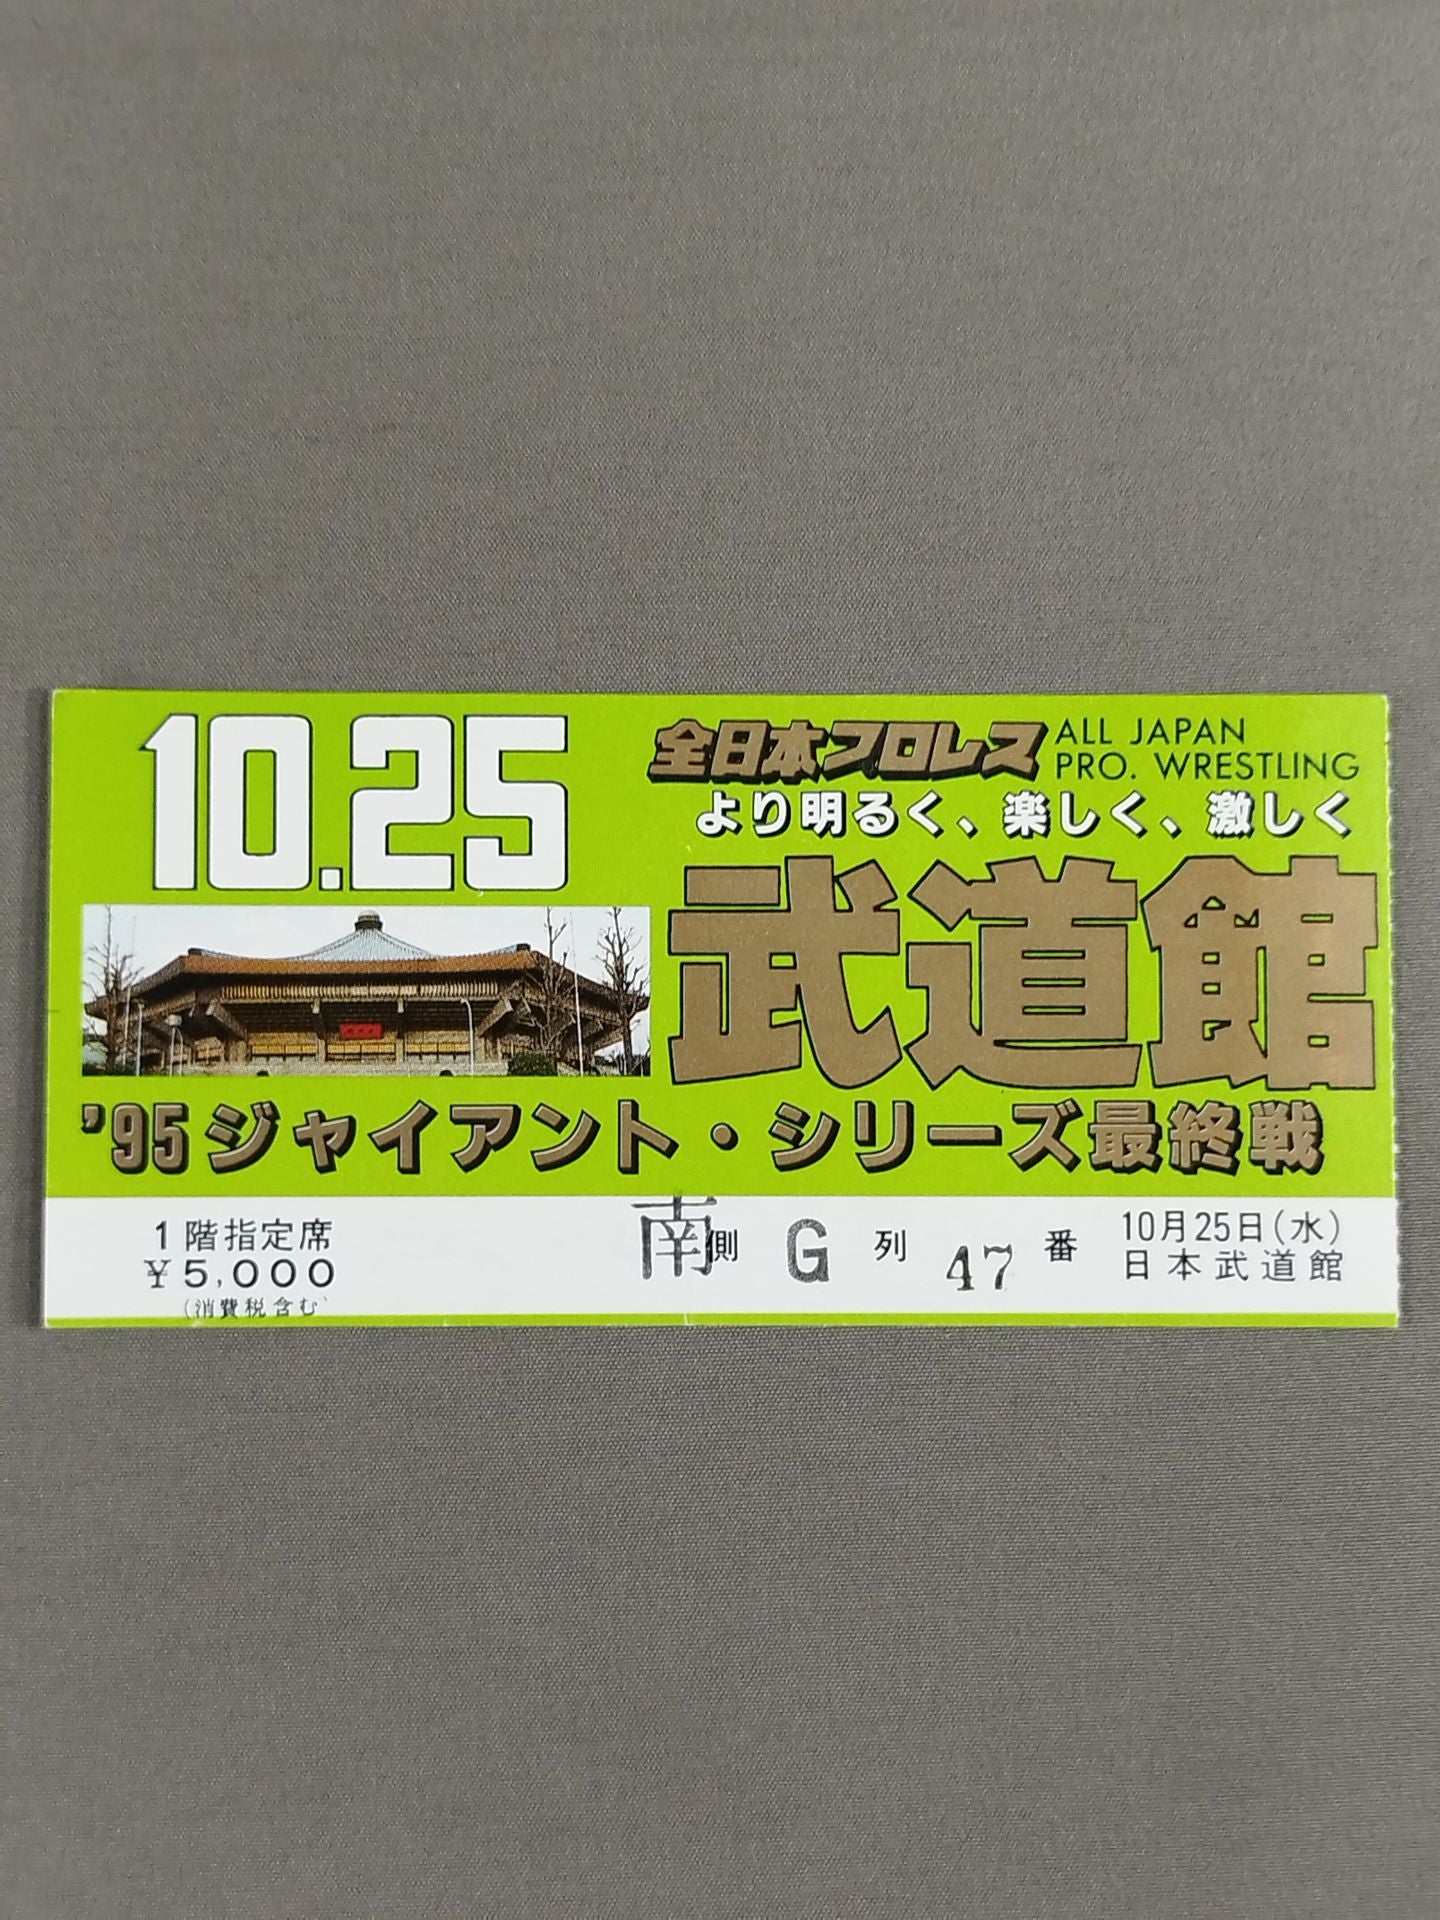 10.25
全日本プロレス ALL JAPAN PRO. WRESTLING
より明るく、楽しく、激しく
武道館
'95 ジャイアント・シリーズ最終戦
1階指定席
¥5,000
(消費税含む)
南側 G 列 47 番
10月25日(水)
日本武道館